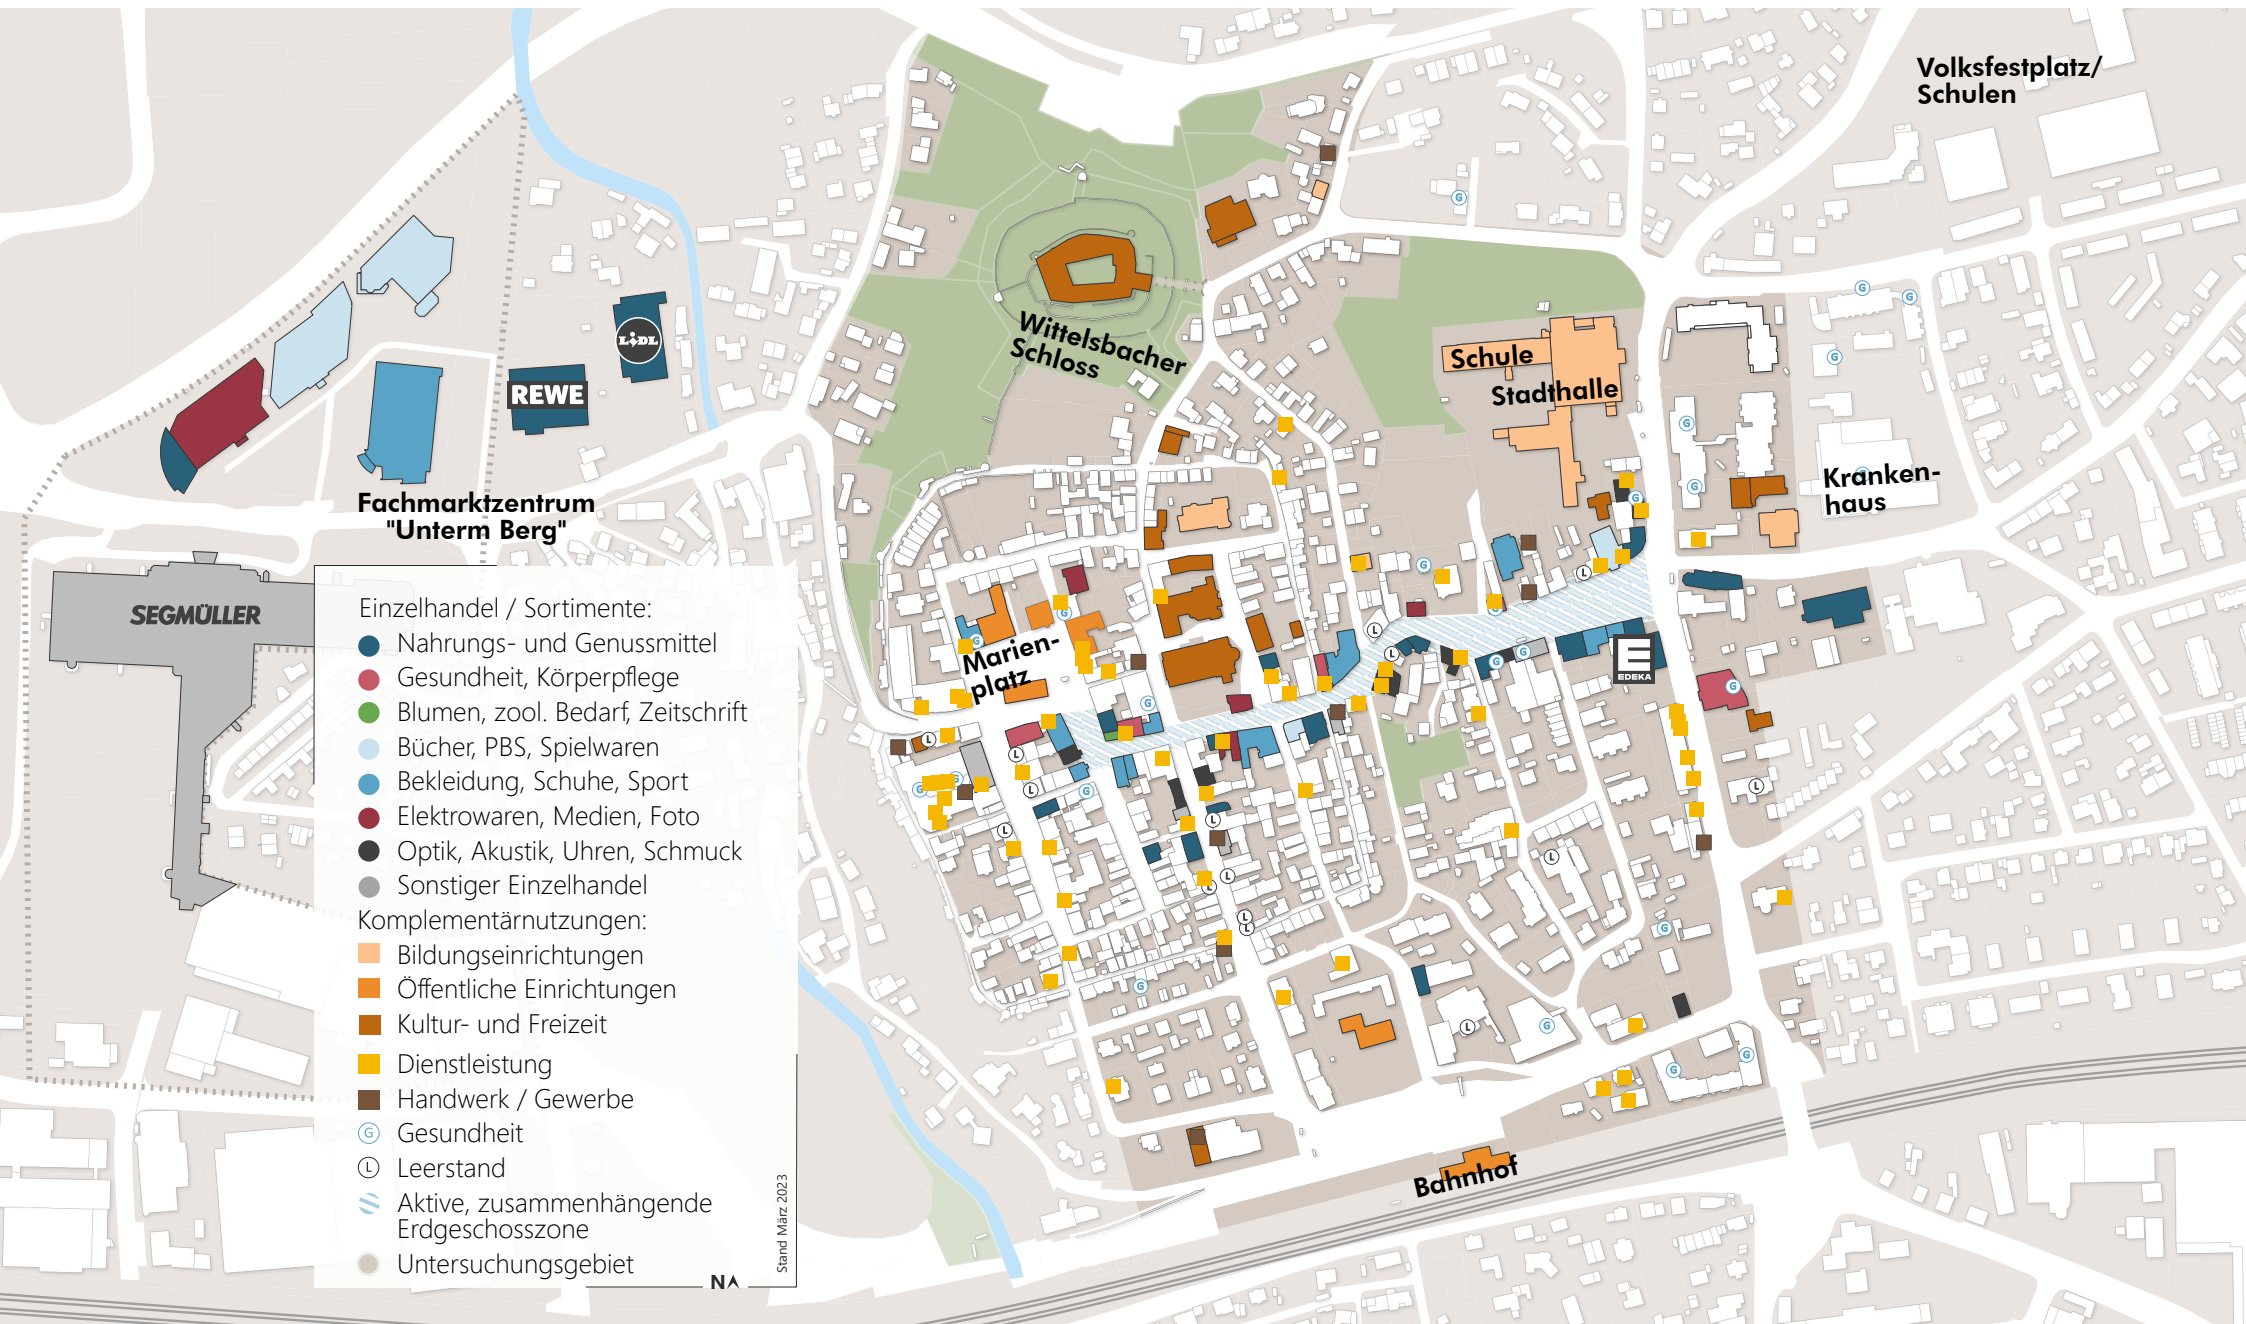 Volksfestplatz/
Schulen
Wittelsbacher
Schloss
Schule
Stadthalle
LiDL
REWE
Kranken-
haus
Fachmarktzentrum
"Unterm Berg"
SEGMÜLLER
Marien-
platz
E
EDEKA
Bahnhof
Einzelhandel / Sortimente:
Nahrungs- und Genussmittel
Gesundheit, Körperpflege
Blumen, zool. Bedarf, Zeitschrift
Bücher, PBS, Spielwaren
Bekleidung, Schuhe, Sport
Elektrowaren, Medien, Foto
Optik, Akustik, Uhren, Schmuck
Sonstiger Einzelhandel
Komplementärnutzungen:
Bildungseinrichtungen
Öffentliche Einrichtungen
Kultur- und Freizeit
Dienstleistung
Handwerk / Gewerbe
G Gesundheit
L Leerstand
Aktive, zusammenhängende
Erdgeschosszone
Untersuchungsgebiet
N
Stand März 2023